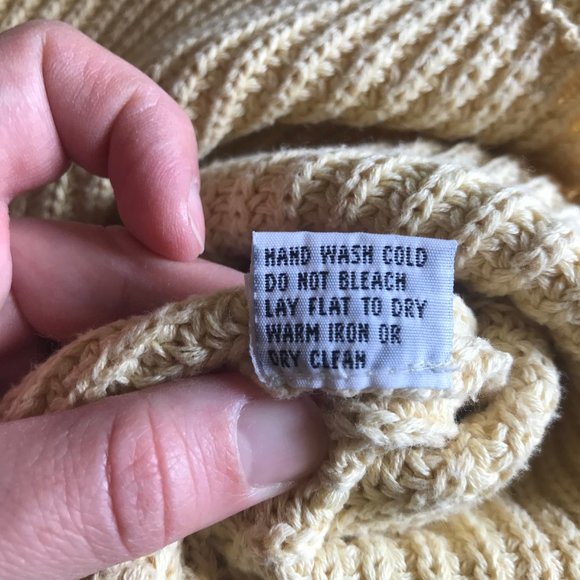 HAND WASH COLD
DO NOT BLEACH
LAY FLAT TO DRY
WARM IRON OR
DRY CLEAN